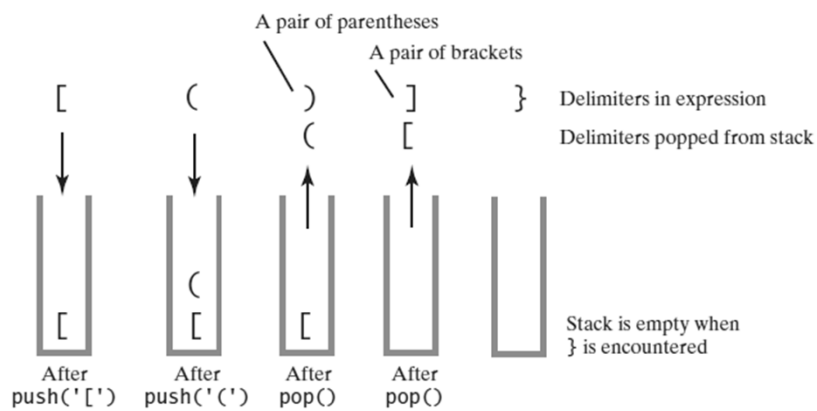 A pair of parentheses
A pair of brackets
[ ( ) ] } Delimiters in expression
( [ Delimiters popped from stack
(
[ [ [ Stack is empty when
} is encountered
After After After After
push('[') push('(') pop() pop()